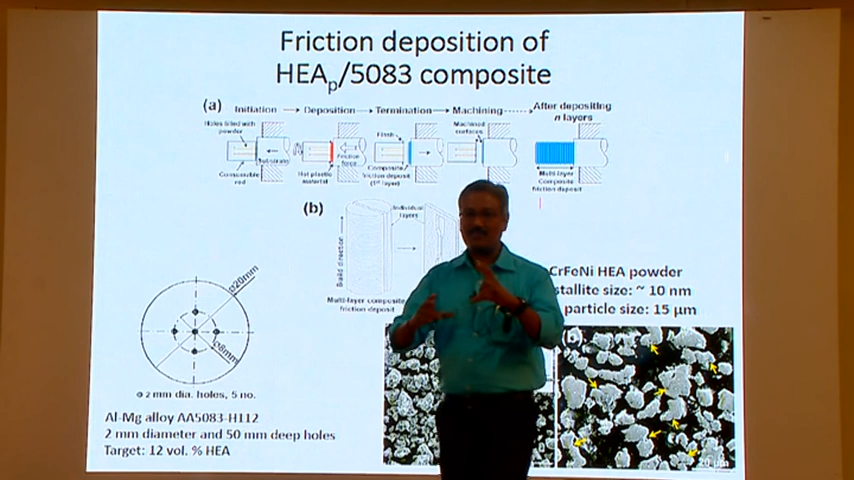 Friction deposition of
HEAp/5083 composite
(a) Initiation Deposition Termination Machining After depositing
n layers
Holes filled with
powder
Substrate
Consumable
rod
Hot plastic
material
Friction
force
Flash
Composite
friction deposit
(1st layer)
Machined
surfaces
Multi-layer
Composite
friction deposit
(b)
Individual
layers
Build direction
Multi-layer composite
friction deposit
CrFeNi HEA powder
size: ~ 10 nm
particle size: 15 µm
Ø20mm
Ø8mm
2 mm dia. holes, 5 no.
Al-Mg alloy AA5083-H112
2 mm diameter and 50 mm deep holes
Target: 12 vol. % HEA
(b)
20 µm